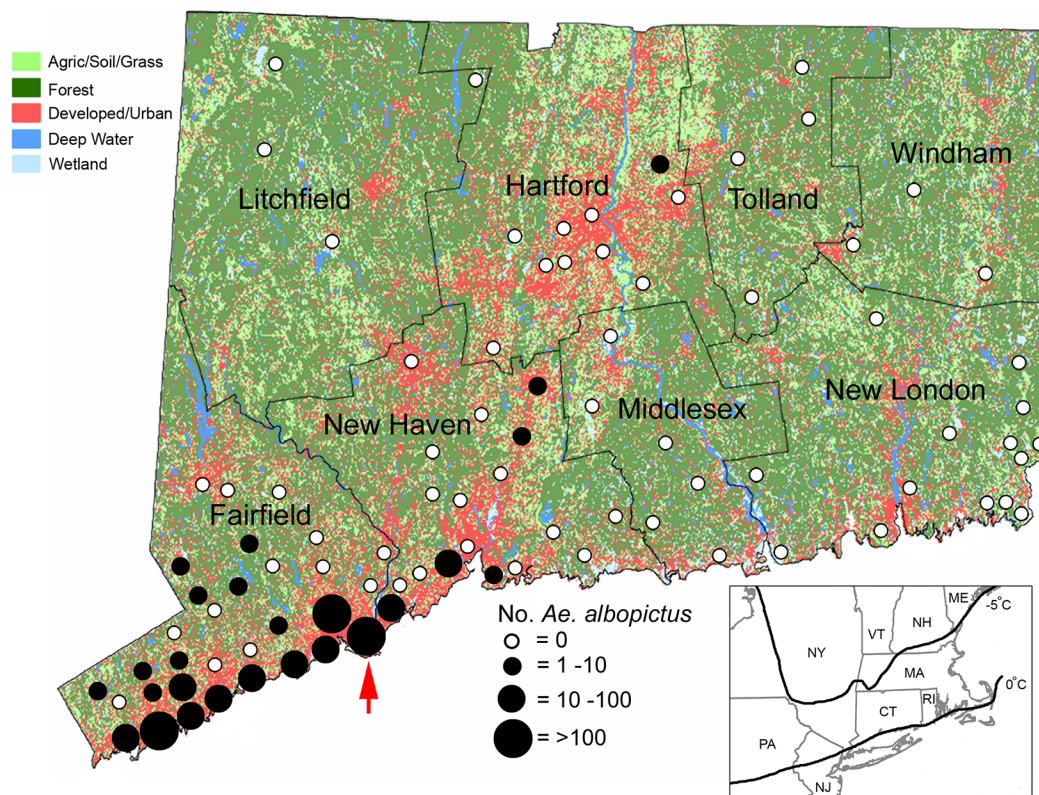 Agric/Soil/Grass
Forest
Developed/Urban
Deep Water
Wetland
Litchfield
Hartford
Tolland
Windham
New Haven
Middlesex
New London
Fairfield
No. Ae. albopictus
= 0
= 1 -10
= 10 -100
= >100
ME
-5°C
NH
VT
NY
MA
0°C
CT
RI
PA
NJ